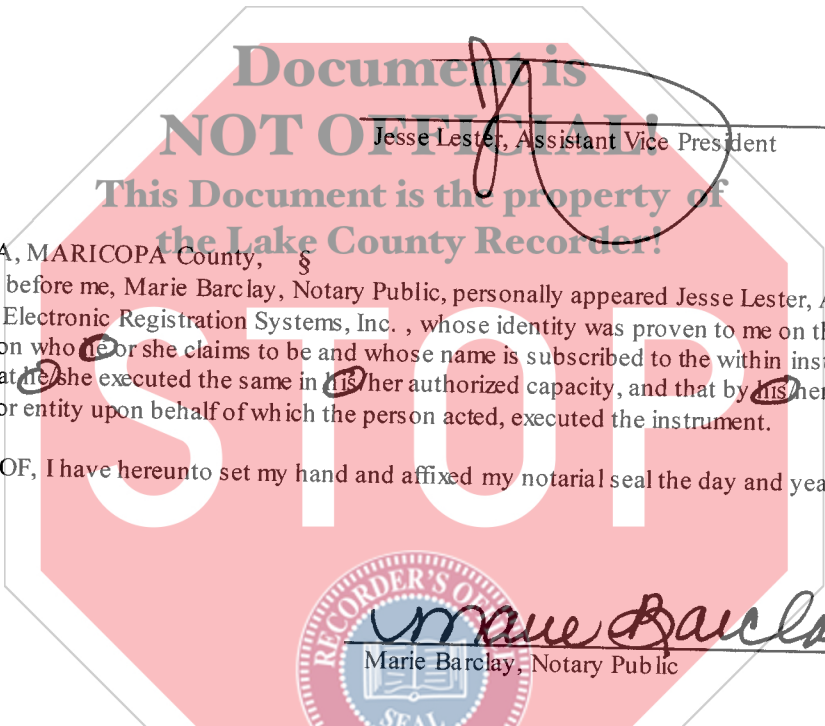 Document is
NOT OFFICIAL!
Jesse Lester, Assistant Vice President
This Document is the property of
the Lake County Recorder!
A, MARICOPA County, §
before me, Marie Barclay, Notary Public, personally appeared Jesse Lester, A
Electronic Registration Systems, Inc. , whose identity was proven to me on th
on who he or she claims to be and whose name is subscribed to the within inst
at he/she executed the same in his/her authorized capacity, and that by his/her
or entity upon behalf of which the person acted, executed the instrument.
OF, I have hereunto set my hand and affixed my notarial seal the day and yea
STOP
Marie Barcla
Marie Barclay, Notary Public
RECORDER'S OF
SEAL